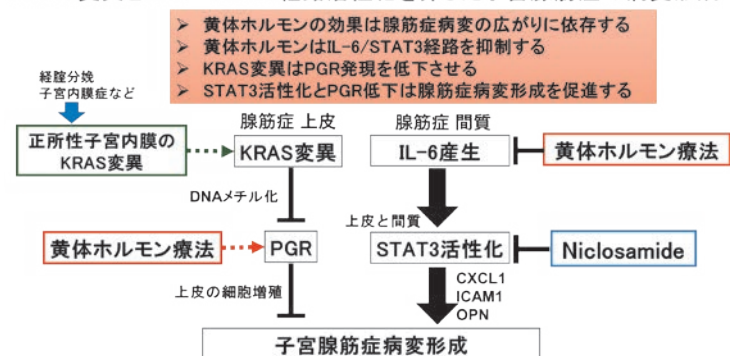 ➤ 黄体ホルモンの効果は腺筋症病変の広がりに依存する
➤ 黄体ホルモンはIL-6/STAT3経路を抑制する
➤ KRAS変異はPGR発現を低下させる
➤ STAT3活性化とPGR低下は腺筋症病変形成を促進する
経腟分娩
子宮内膜症など
正所性子宮内膜の
KRAS変異
腺筋症 上皮
KRAS変異
腺筋症 間質
IL-6産生
黄体ホルモン療法
DNAメチル化
上皮と間質
黄体ホルモン療法
PGR
STAT3活性化
Niclosamide
上皮の細胞増殖
CXCL1
ICAM1
OPN
子宮腺筋症病変形成